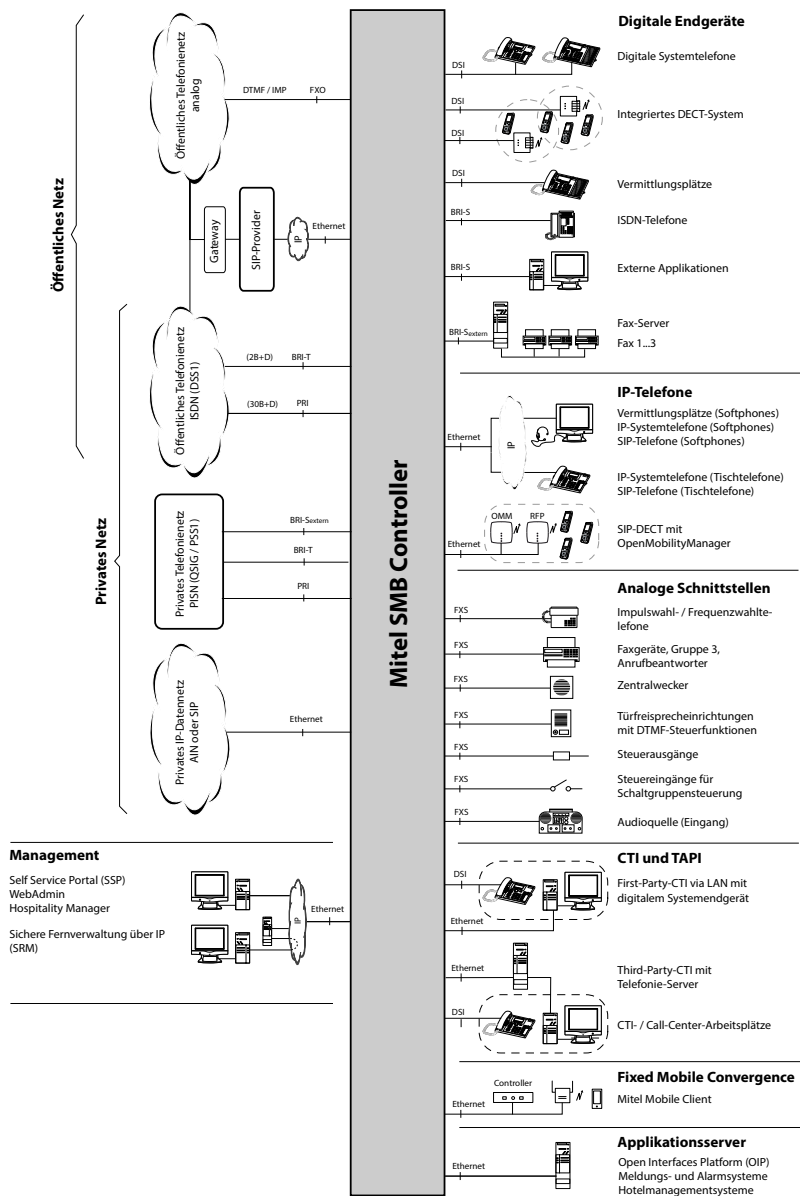 Öffentliches Netz
Privates Netz
Öffentliches Telefonienetz
analog
DTMF / IMP
FXO
Gateway
SIP-Provider
IP
Ethernet
Öffentliches Telefonienetz
ISDN (DSS1)
(2B+D)
BRI-T
(30B+D)
PRI
Privates Telefonienetz
PISN (QSIG / PSS1)
BRI-Sextern
BRI-T
PRI
Privates IP-Datennetz
AIN oder SIP
Ethernet
Management
Self Service Portal (SSP)
WebAdmin
Hospitality Manager
Sichere Fernverwaltung über IP
(SRM)
IP
Ethernet
Mitel SMB Controller
Digitale Endgeräte
DSI
Digitale Systemtelefone
DSI
Integriertes DECT-System
DSI
DSI
Vermittlungsplätze
BRI-S
ISDN-Telefone
BRI-S
Externe Applikationen
BRI-Sextern
Fax-Server
Fax 1...3
IP-Telefone
Ethernet
IP
Vermittlungsplätze (Softphones)
IP-Systemtelefone (Softphones)
SIP-Telefone (Softphones)
IP-Systemtelefone (Tischtelefone)
SIP-Telefone (Tischtelefone)
Ethernet
OMM
RFP
SIP-DECT mit
OpenMobilityManager
Analoge Schnittstellen
FXS
Impulswahl- / Frequenzwahlte-
lefone
FXS
Faxgeräte, Gruppe 3,
Anrufbeantworter
FXS
Zentralwecker
FXS
Türfreisprecheinrichtungen
mit DTMF-Steuerfunktionen
FXS
Steuerausgänge
FXS
Steuereingänge für
Schaltgruppensteuerung
FXS
Audioquelle (Eingang)
CTI und TAPI
DSI
First-Party-CTI via LAN mit
digitalem Systemendgerät
Ethernet
Ethernet
Third-Party-CTI mit
Telefonie-Server
DSI
CTI- / Call-Center-Arbeitsplätze
Fixed Mobile Convergence
Controller
Ethernet
Mitel Mobile Client
Applikationsserver
Ethernet
Open Interfaces Platform (OIP)
Meldungs- und Alarmsysteme
Hotelmanagementsysteme